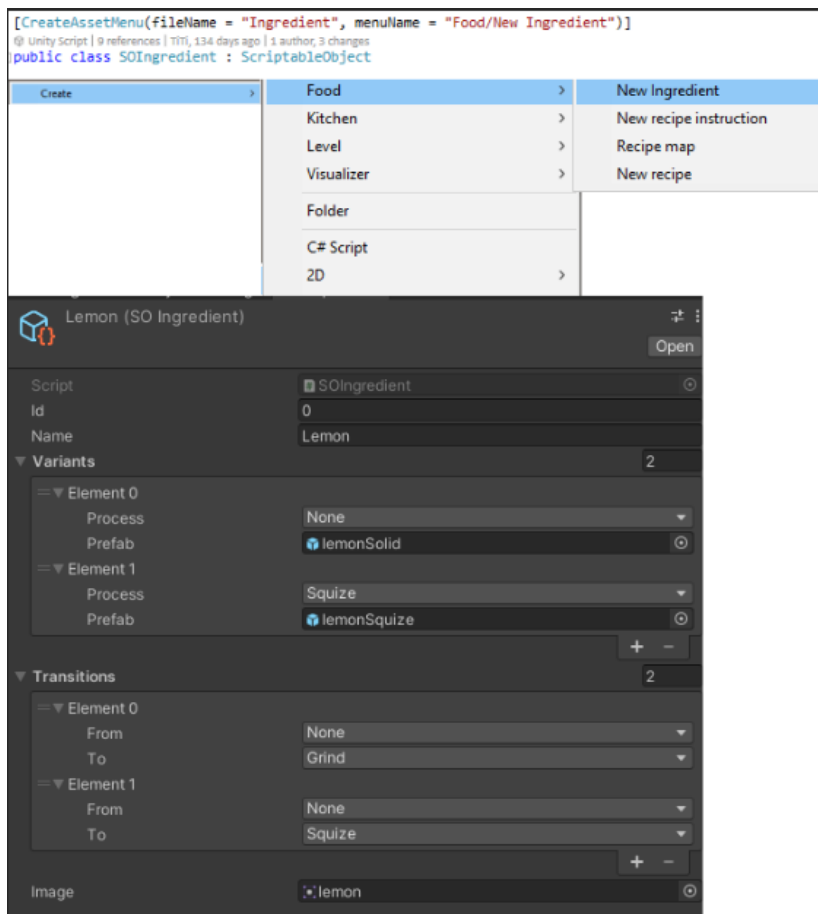 [CreateAssetMenu(fileName = "Ingredient", menuName = "Food/New Ingredient")]
Unity Script | 9 references | TiTi, 134 days ago | 1 author, 3 changes
public class SOIngredient : ScriptableObject
Create > Food > New Ingredient
Kitchen > New recipe instruction
Level > Recipe map
Visualizer > New recipe
Folder
C# Script
2D >
Lemon (SO Ingredient)
Open
Script SOIngredient
Id 0
Name Lemon
Variants 2
Element 0
Process None
Prefab lemonSolid
Element 1
Process Squize
Prefab lemonSquize
+ -
Transitions 2
Element 0
From None
To Grind
Element 1
From None
To Squize
+ -
Image lemon